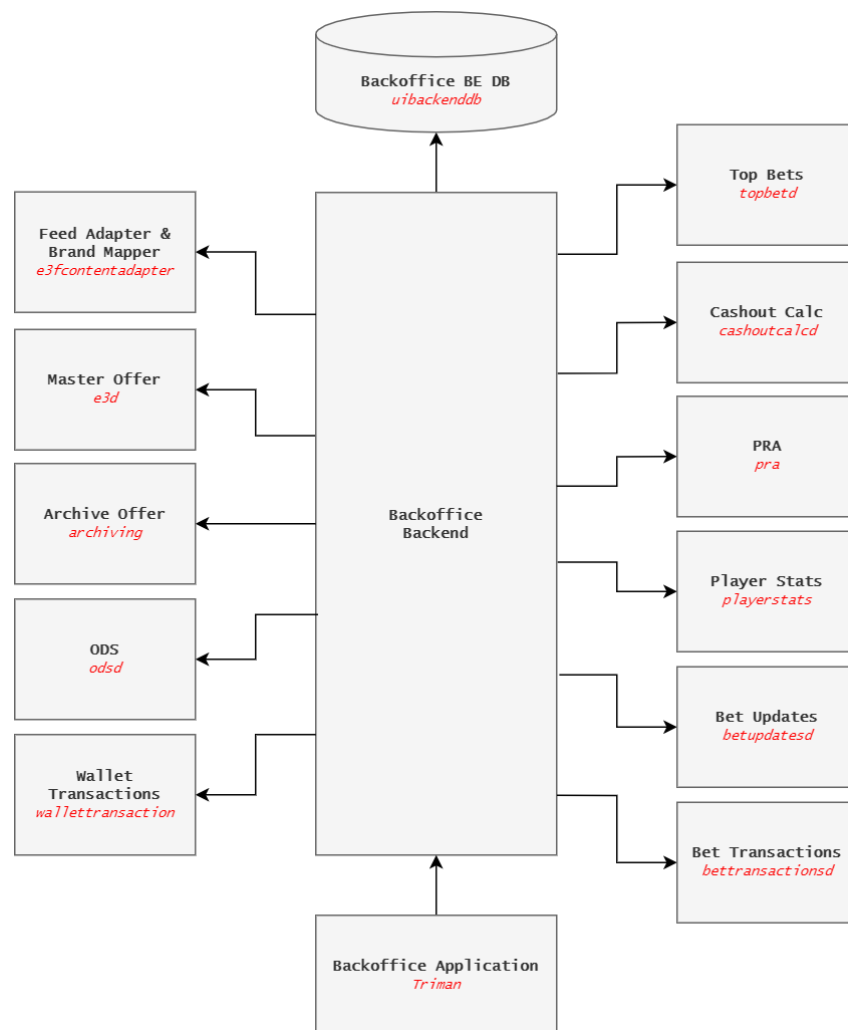 Backoffice BE DB
uibackenddb
Feed Adapter &
Brand Mapper
e3fcontentadapter
Master Offer
e3d
Archive Offer
archiving
ODS
odsd
Wallet
Transactions
wallettransaction
Backoffice
Backend
Top Bets
topbetd
Cashout Calc
cashoutcalcd
PRA
pra
Player Stats
playerstats
Bet Updates
betupdatesd
Bet Transactions
bettransactionsd
Backoffice Application
Triman